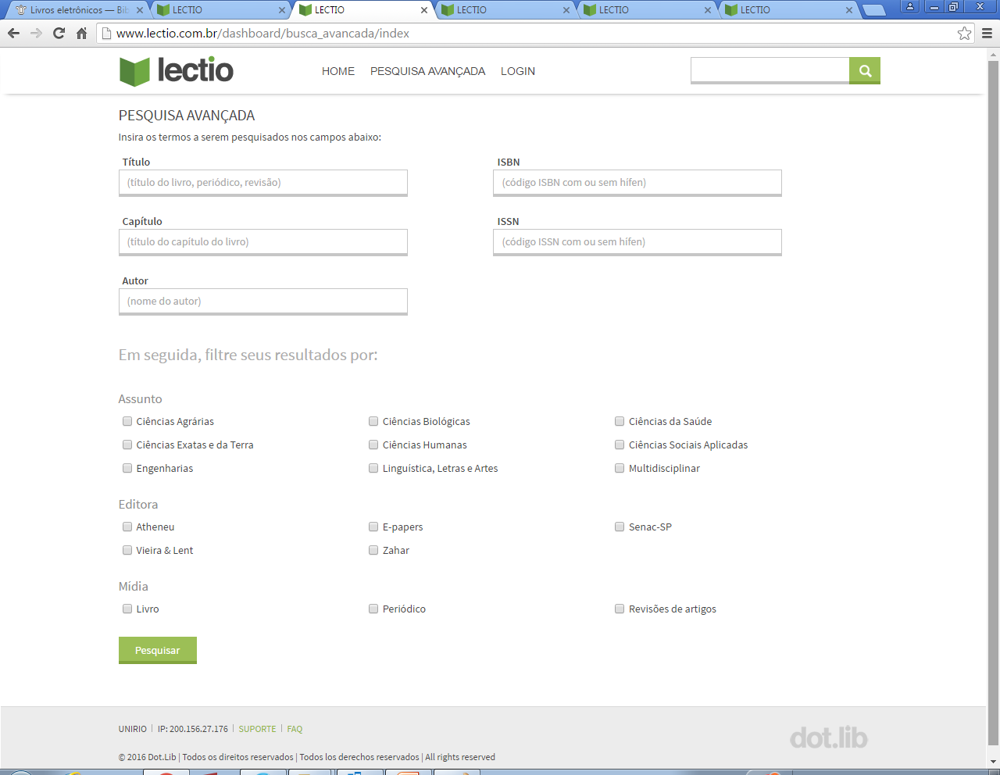 Livros eletrônicos — Bib
LECTIO
LECTIO
LECTIO
LECTIO
LECTIO
www.lectio.com.br/dashboard/busca_avancada/index
lectio
HOME PESQUISA AVANÇADA LOGIN
PESQUISA AVANÇADA
Insira os termos a serem pesquisados nos campos abaixo:
Título ISBN
(título do livro, periódico, revisão) (código ISBN com ou sem hífen)
Capítulo ISSN
(título do capítulo do livro) (código ISSN com ou sem hífen)
Autor
(nome do autor)
Em seguida, filtre seus resultados por:
Assunto
Ciências Agrárias Ciências Biológicas Ciências da Saúde
Ciências Exatas e da Terra Ciências Humanas Ciências Sociais Aplicadas
Engenharias Linguística, Letras e Artes Multidisciplinar
Editora
Atheneu E-papers Senac-SP
Vieira & Lent Zahar
Mídia
Livro Periódico Revisões de artigos
Pesquisar
UNIRIO | IP: 200.156.27.176 | SUPORTE | FAQ
dot.lib
© 2016 Dot.Lib | Todos os direitos reservados | Todos los derechos reservados | All rights reserved